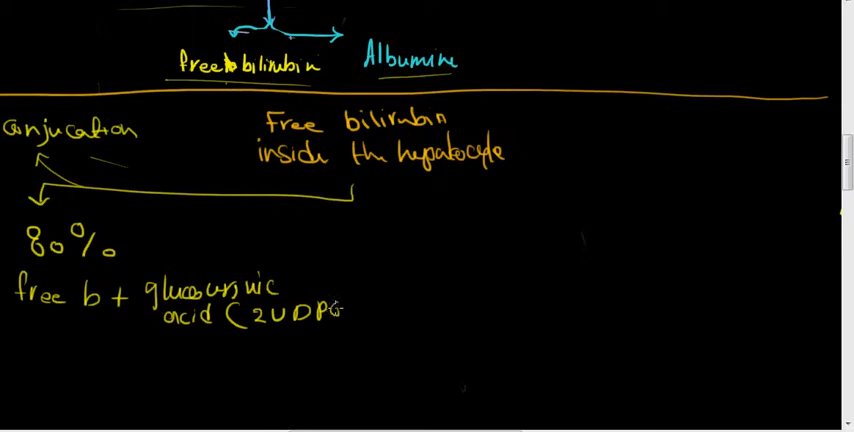 free bilirubin
Albumine
conjucation
Free bilirubin
inside the hepatocyte
80%
free b + glucouronic
acid (2UDP